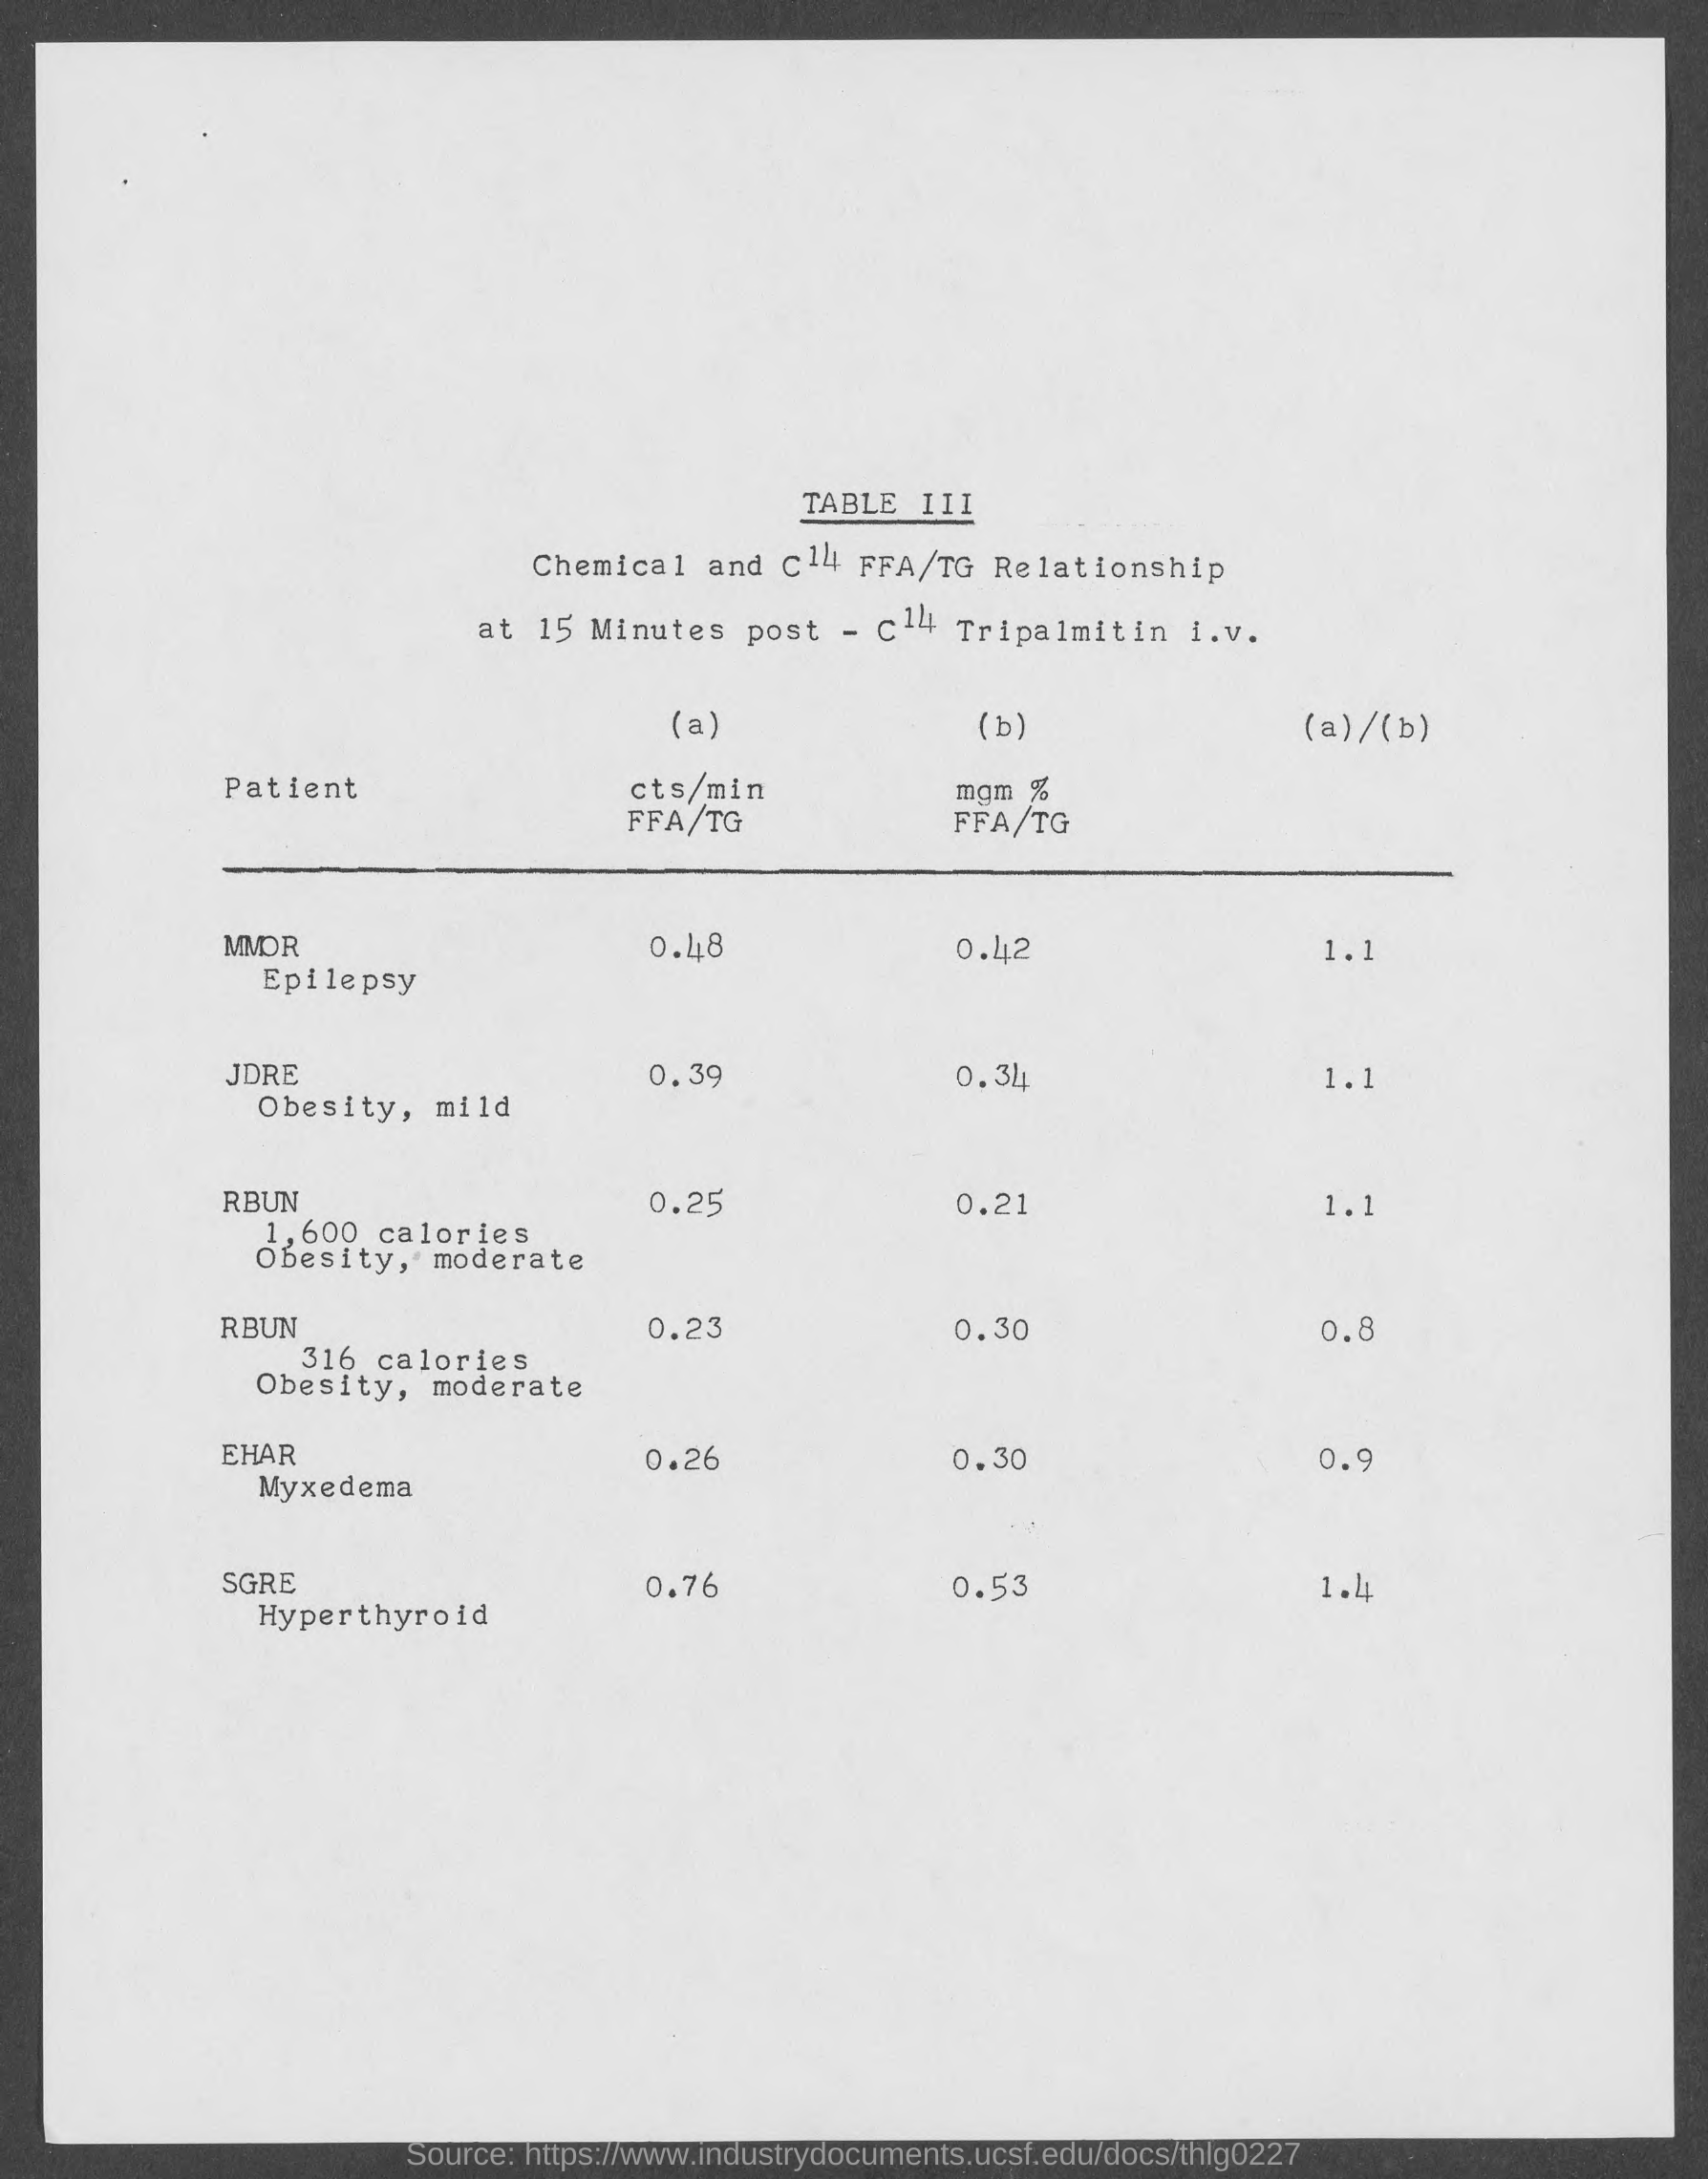 TABLE III
Chemical and C14 FFA/TG Relationship
at 15 Minutes post - C14 Tripalmitin i.v.
(a) (b) (a)/(b)
Patient cts/min mgm %
FFA/TG FFA/TG
MMOR 0.48 0.42 1.1
Epilepsy
JDRE 0.39 0.34 1.1
Obesity, mild
RBUN 0.25 0.21 1.1
1,600 calories
Obesity, moderate
RBUN 0.23 0.30 0.8
316 calories
Obesity, moderate
EHAR 0.26 0.30 0.9
Myxedema
SGRE 0.76 0.53 1.4
Hyperthyroid
Source: https://www.industrydocuments.ucsf.edu/docs/thlg0227